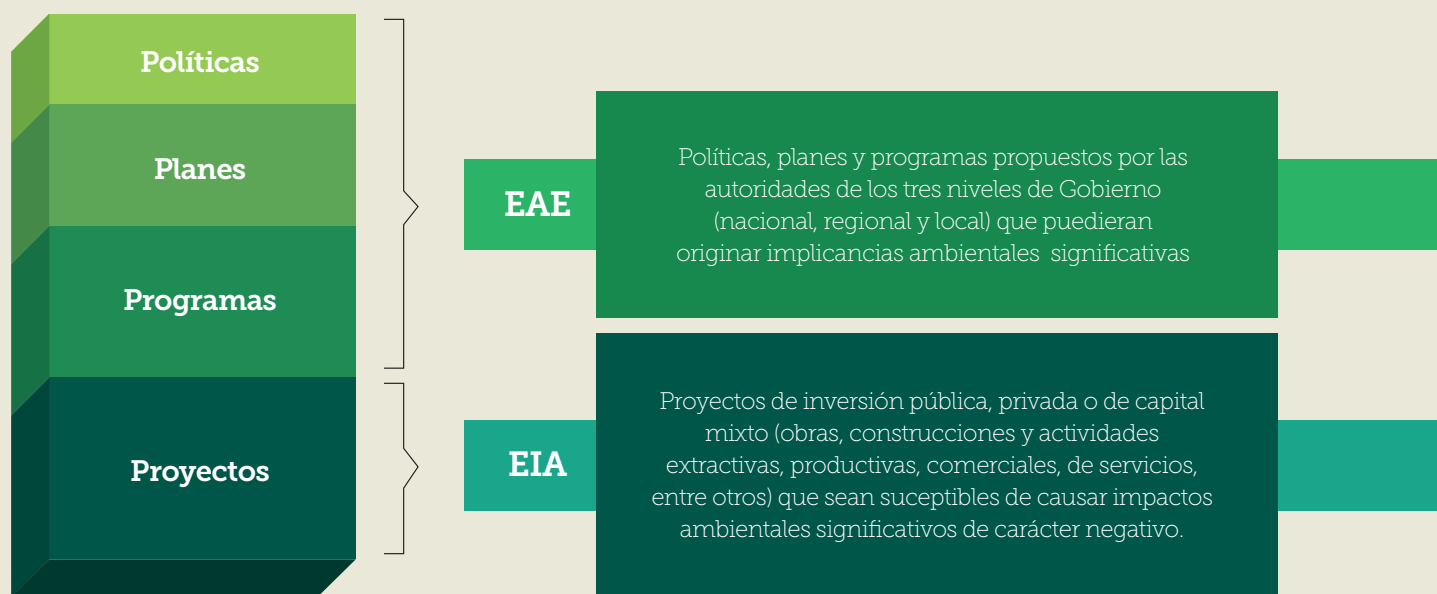 Políticas
Planes
Programas
Proyectos
EAE
Políticas, planes y programas propuestos por las
autoridades de los tres niveles de Gobierno
(nacional, regional y local) que puedieran
originar implicancias ambientales significativas
EIA
Proyectos de inversión pública, privada o de capital
mixto (obras, construcciones y actividades
extractivas, productivas, comerciales, de servicios,
entre otros) que sean suceptibles de causar impactos
ambientales significativos de carácter negativo.